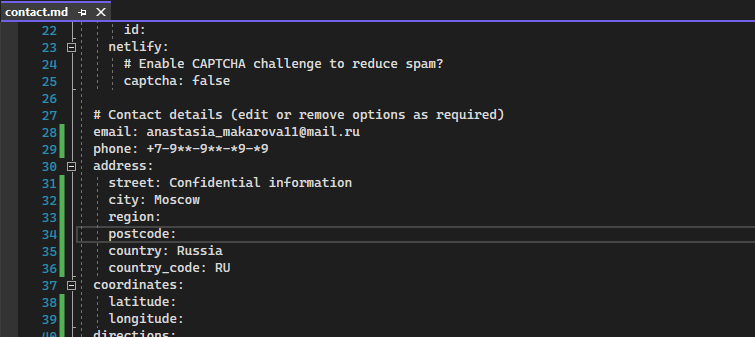 contact.md
22 id:
23 netlify:
24 # Enable CAPTCHA challenge to reduce spam?
25 captcha: false
26
27 # Contact details (edit or remove options as required)
28 email: anastasia_makarova11@mail.ru
29 phone: +7-9**-9**-*9-*9
30 address:
31 street: Confidential information
32 city: Moscow
33 region:
34 postcode:
35 country: Russia
36 country_code: RU
37 coordinates:
38 latitude:
39 longitude:
40 directions: